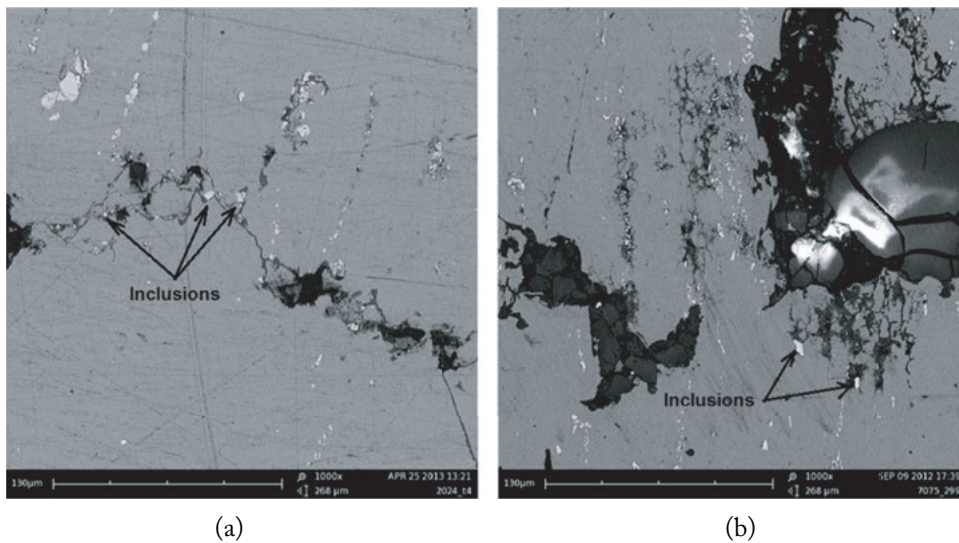 Inclusions
130µm
1000x
268 µm
APR 25 2013 13:21
2024_t4
(a)
Inclusions
130µm
1000x
268 µm
SEP 09 2012 17:39
7075_299
(b)